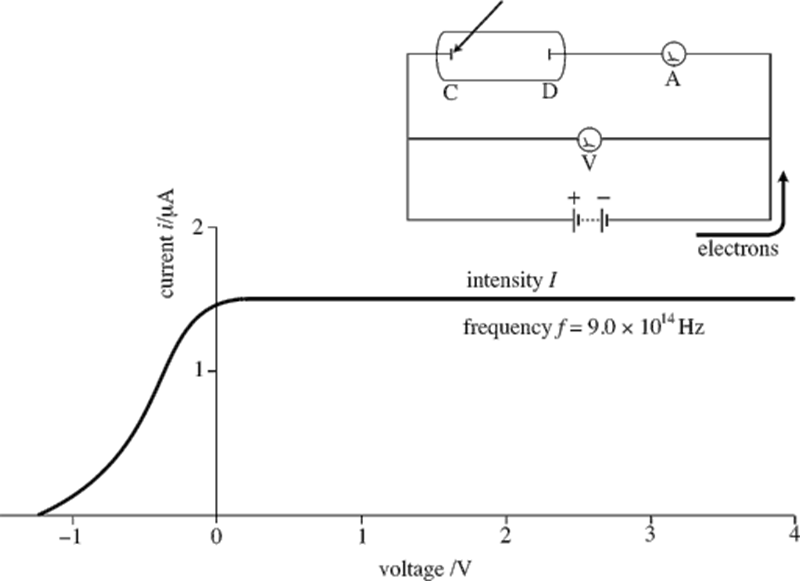 C
D
A
V
+ −
electrons
current i/μA
2
1
intensity I
frequency f = 9.0 × 10¹⁴ Hz
−1 0 1 2 3 4
voltage /V